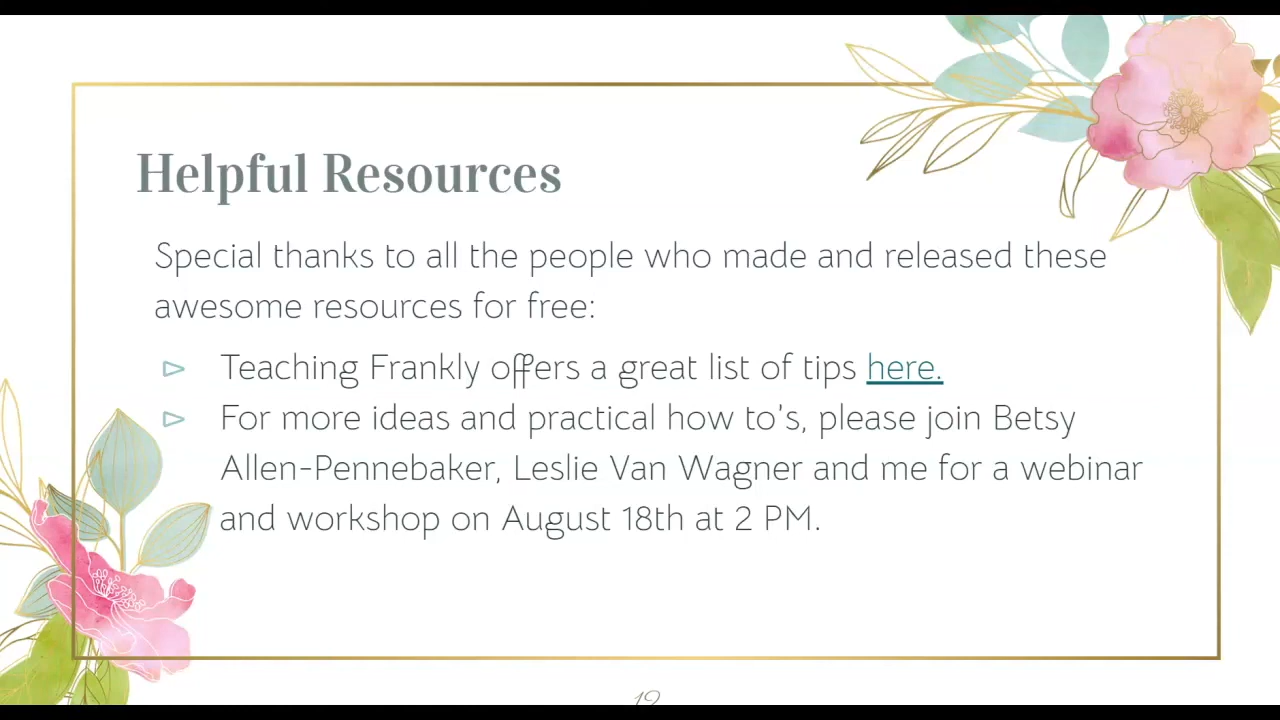 Helpful Resources
Special thanks to all the people who made and released these
awesome resources for free:
Teaching Frankly offers a great list of tips here.
For more ideas and practical how to's, please join Betsy
Allen-Pennebaker, Leslie Van Wagner and me for a webinar
and workshop on August 18th at 2 PM.
19